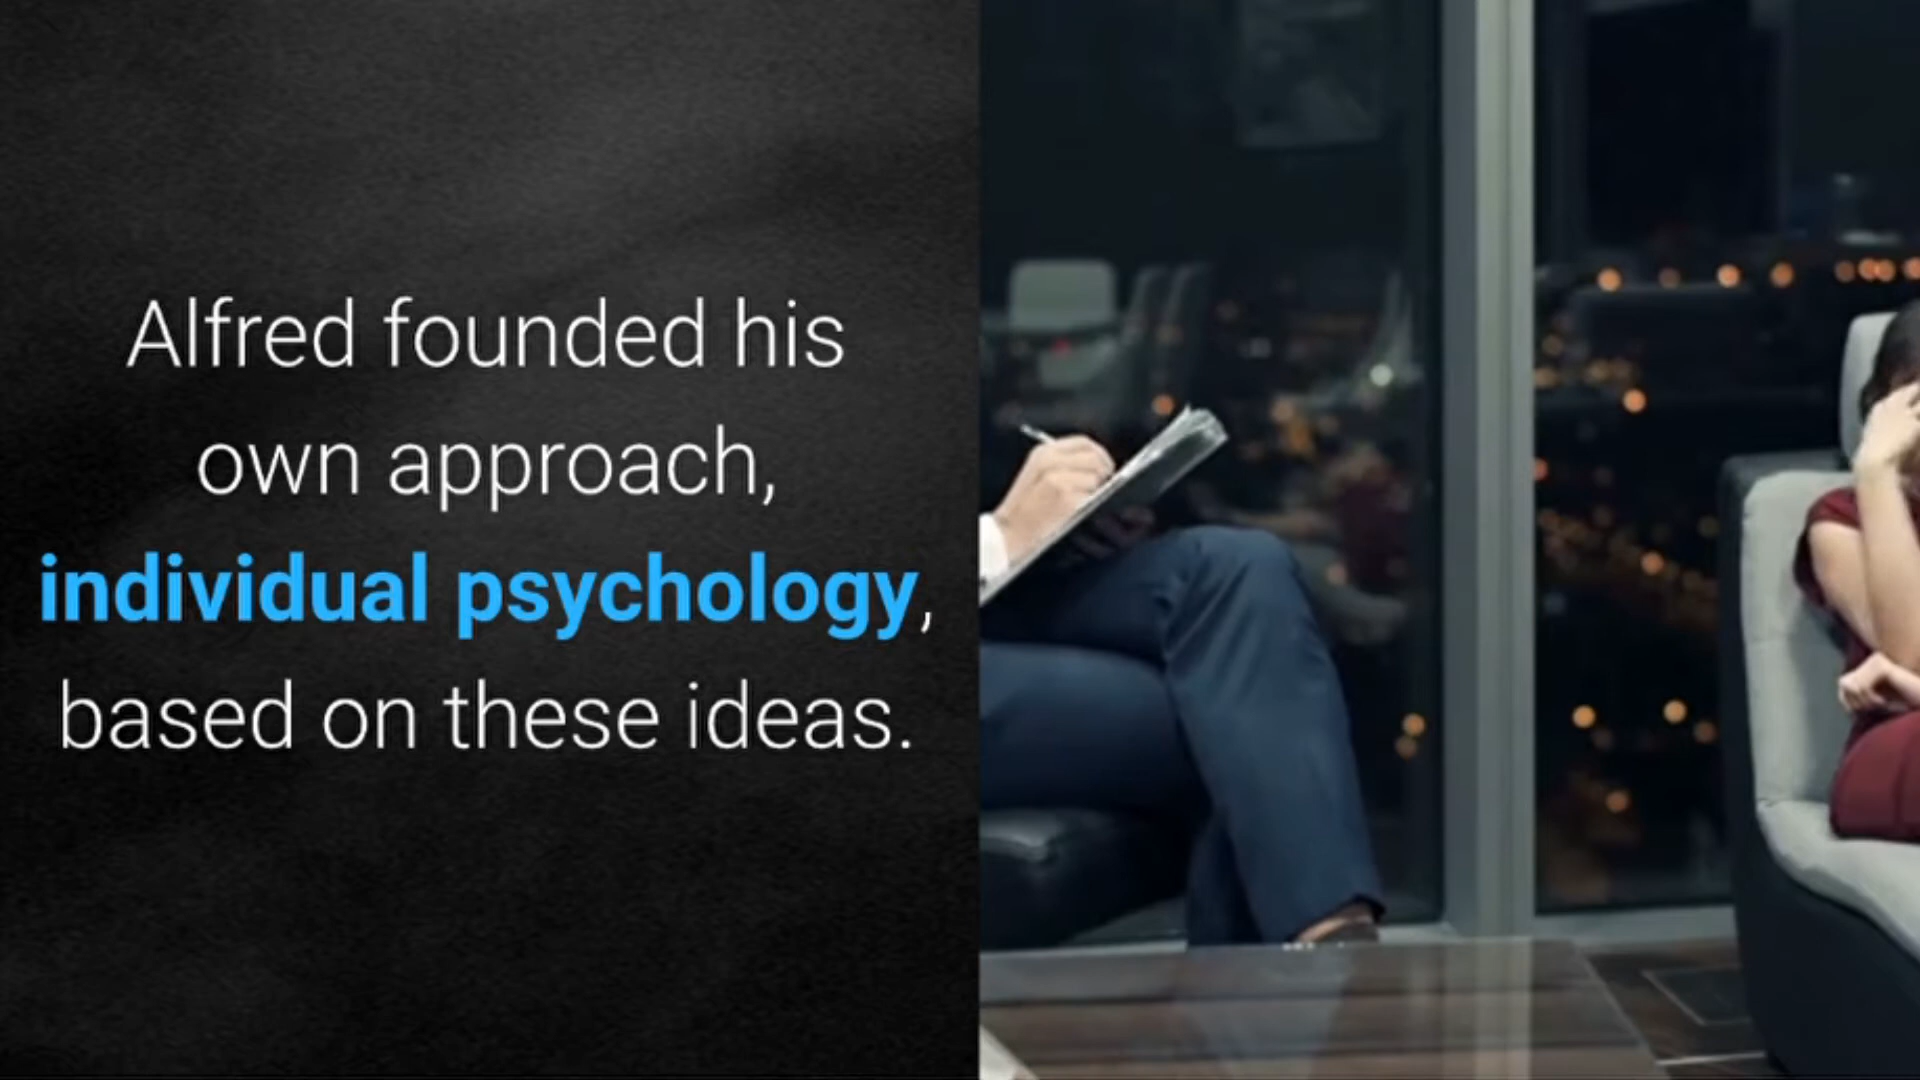 Alfred founded his
own approach,
individual psychology,
based on these ideas.